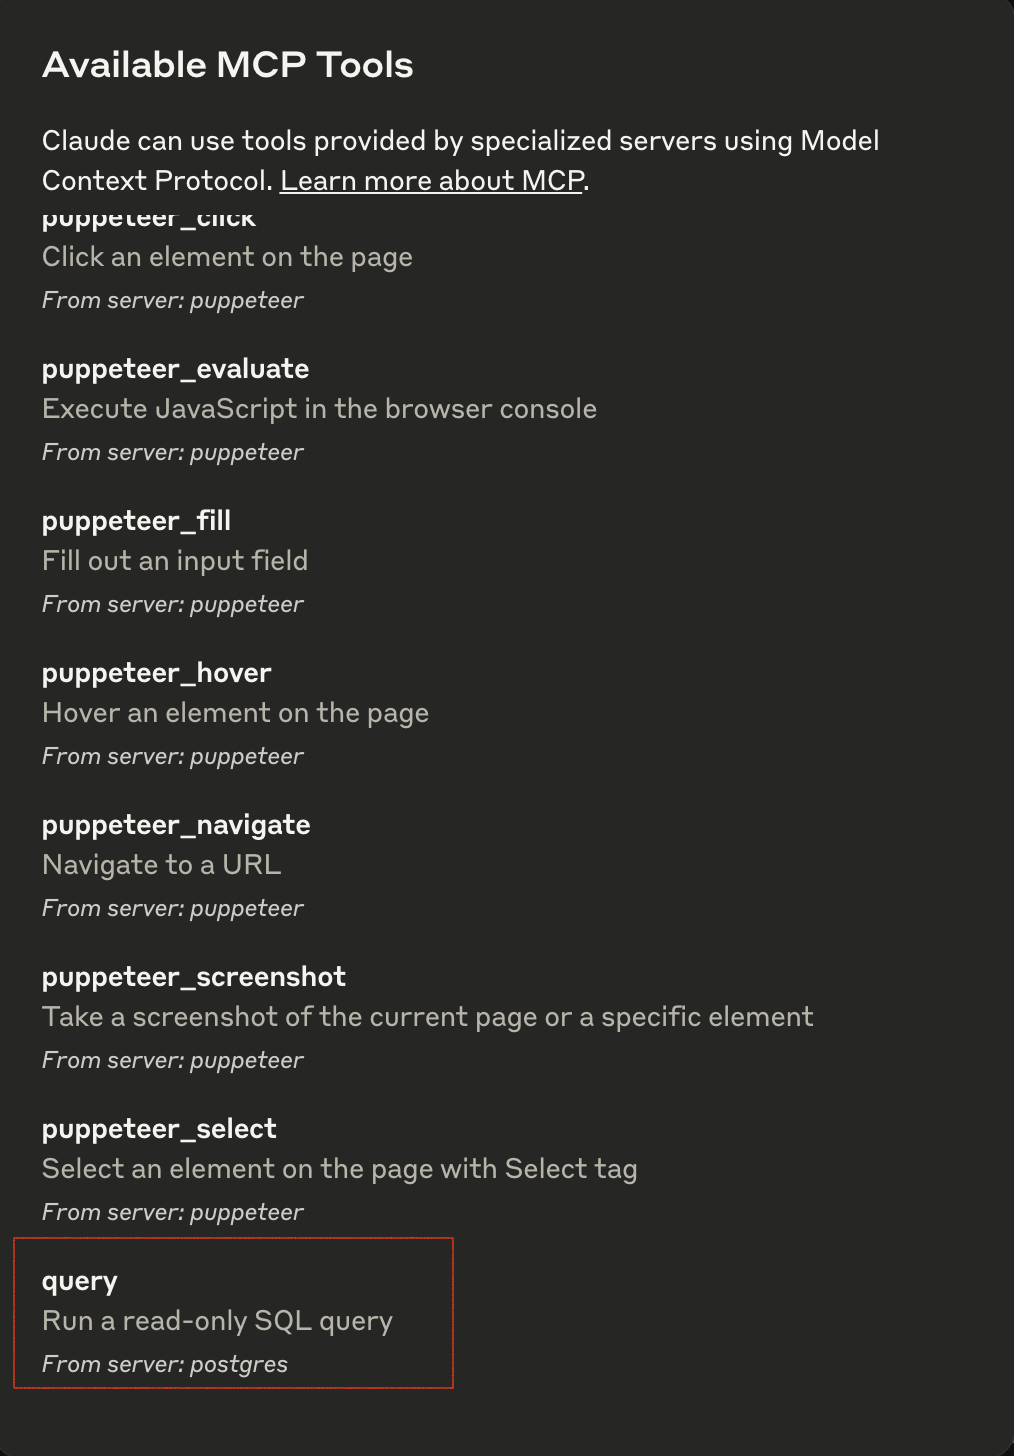 Available MCP Tools
Claude can use tools provided by specialized servers using Model
Context Protocol. Learn more about MCP.
puppeteer_click
Click an element on the page
From server: puppeteer
puppeteer_evaluate
Execute JavaScript in the browser console
From server: puppeteer
puppeteer_fill
Fill out an input field
From server: puppeteer
puppeteer_hover
Hover an element on the page
From server: puppeteer
puppeteer_navigate
Navigate to a URL
From server: puppeteer
puppeteer_screenshot
Take a screenshot of the current page or a specific element
From server: puppeteer
puppeteer_select
Select an element on the page with Select tag
From server: puppeteer
query
Run a read-only SQL query
From server: postgres